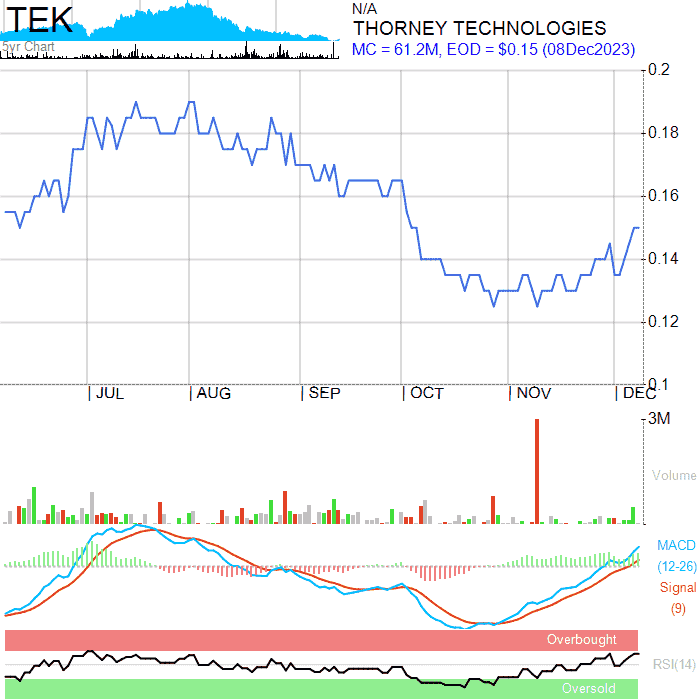 TEK
5yr Chart
N/A
THORNEY TECHNOLOGIES
MC = 61.2M, EOD = $0.15 (08Dec2023)
0.2
0.18
0.16
0.14
0.12
0.1
JUL AUG SEP OCT NOV DEC
3M
Volume
MACD
(12-26)
Signal
(9)
Overbought
RSI(14)
Oversold